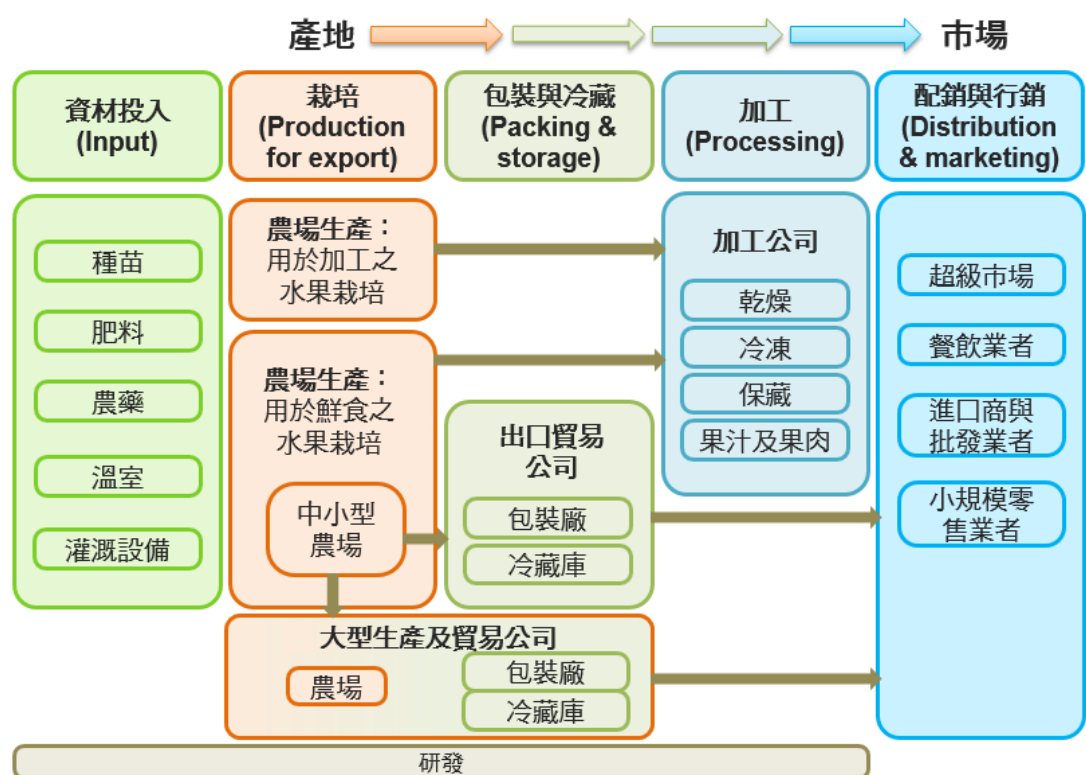 產地
市場
資材投入
(Input)
栽培
(Production
for export)
包裝與冷藏
(Packing &
storage)
加工
(Processing)
配銷與行銷
(Distribution
& marketing)
種苗
肥料
農藥
溫室
灌溉設備
農場生產：
用於加工之
水果栽培
農場生產：
用於鮮食之
水果栽培
中小型
農場
出口貿易
公司
包裝廠
冷藏庫
大型生產及貿易公司
農場
包裝廠
冷藏庫
加工公司
乾燥
冷凍
保藏
果汁及果肉
超級市場
餐飲業者
進口商與
批發業者
小規模零
售業者
研發